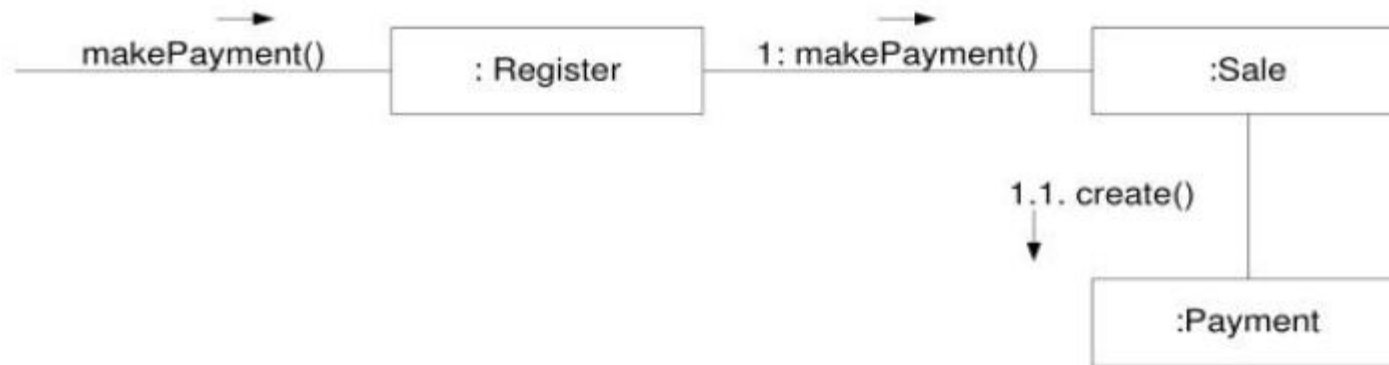 makePayment()
: Register
1: makePayment()
:Sale
1.1. create()
:Payment